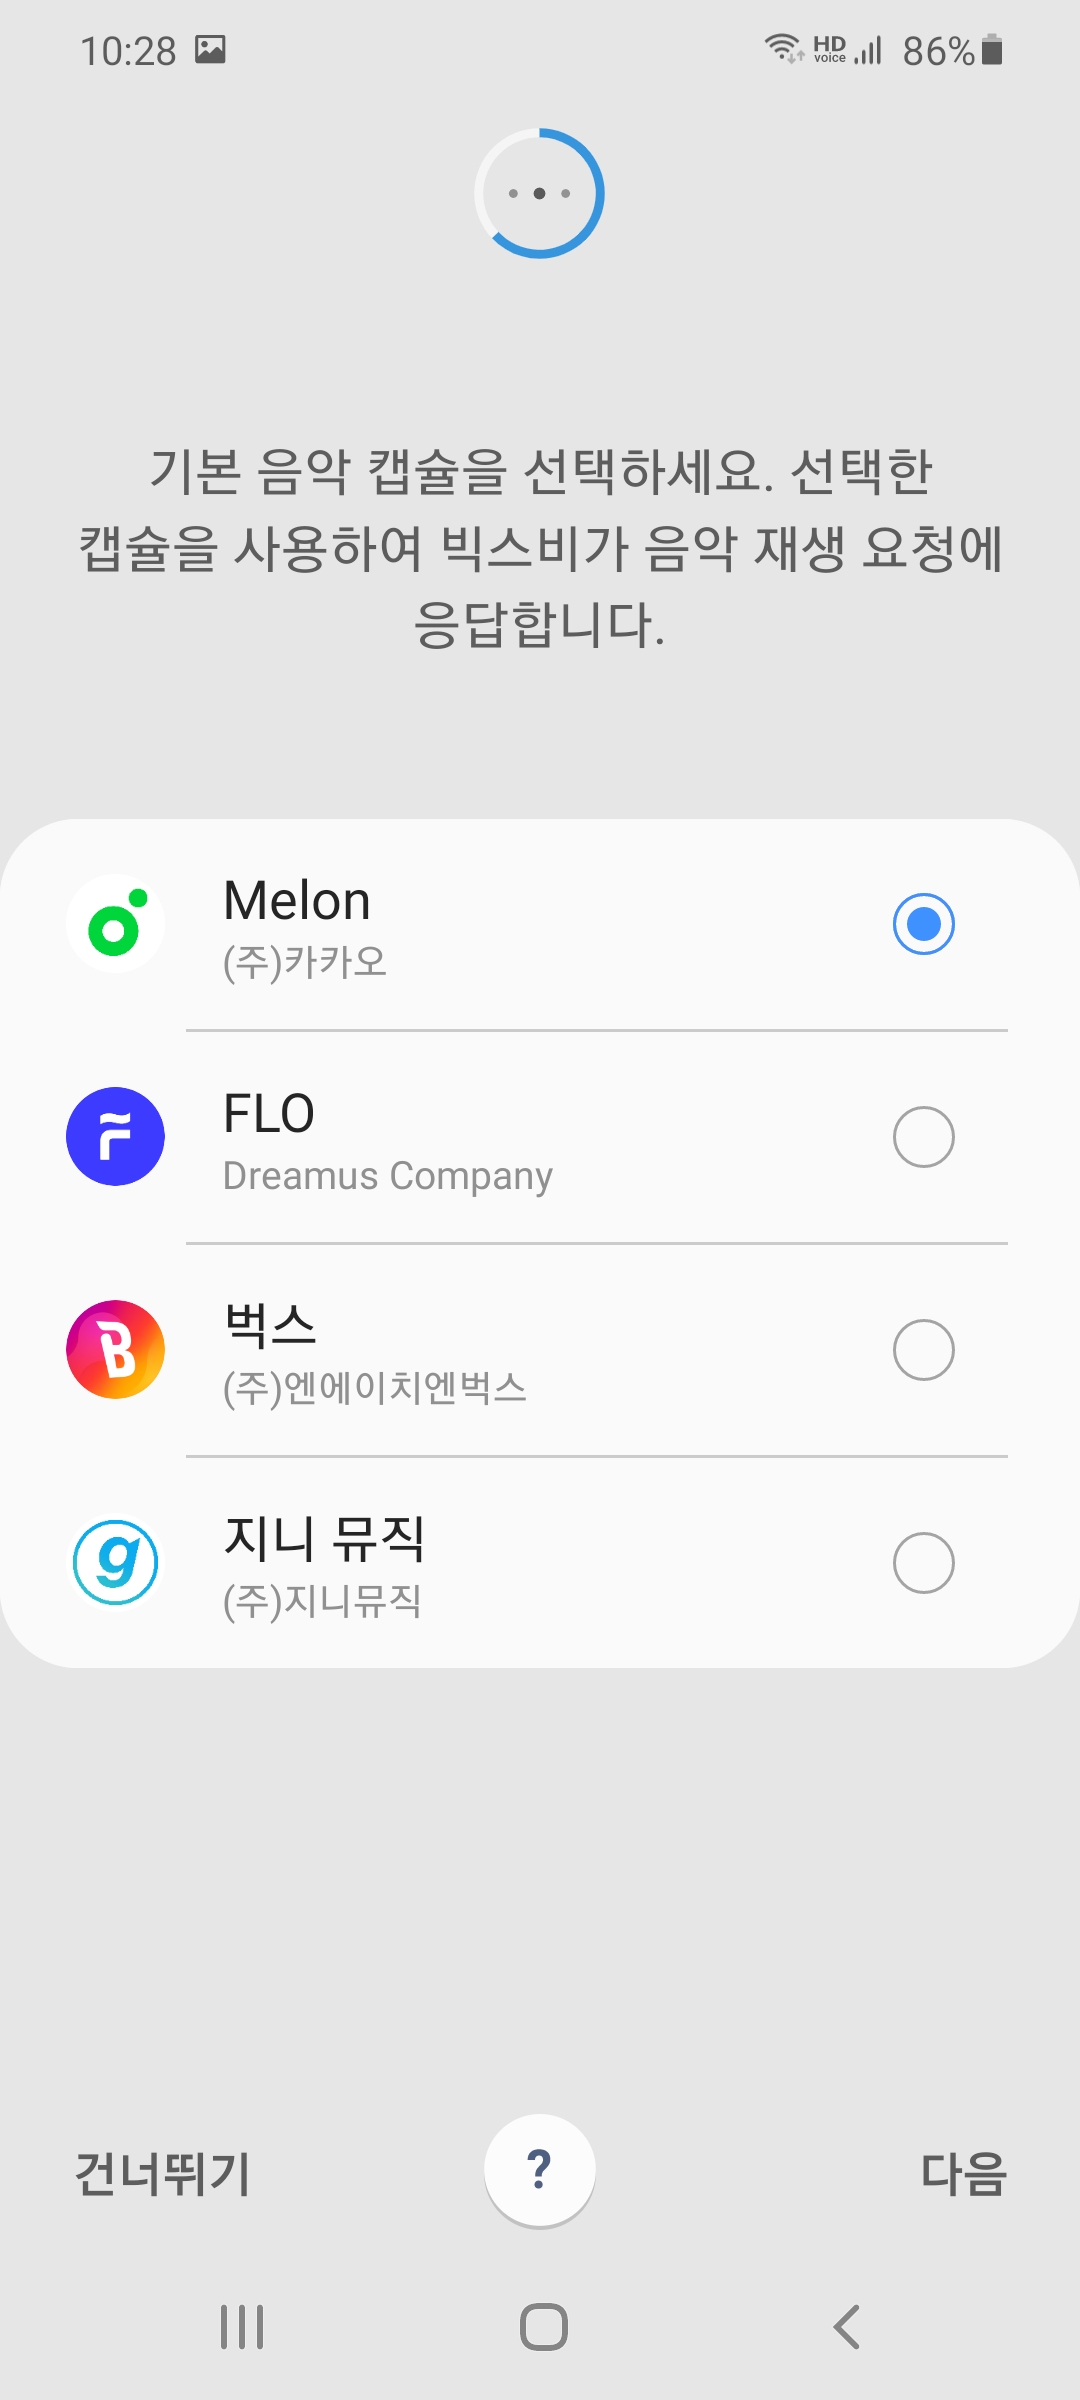 10:28
HD voice 86%
기본 음악 캡슐을 선택하세요. 선택한
캡슐을 사용하여 빅스비가 음악 재생 요청에
응답합니다.
Melon
(주)카카오
FLO
Dreamus Company
벅스
(주)엔에이치엔벅스
지니 뮤직
(주)지니뮤직
건너뛰기 ? 다음